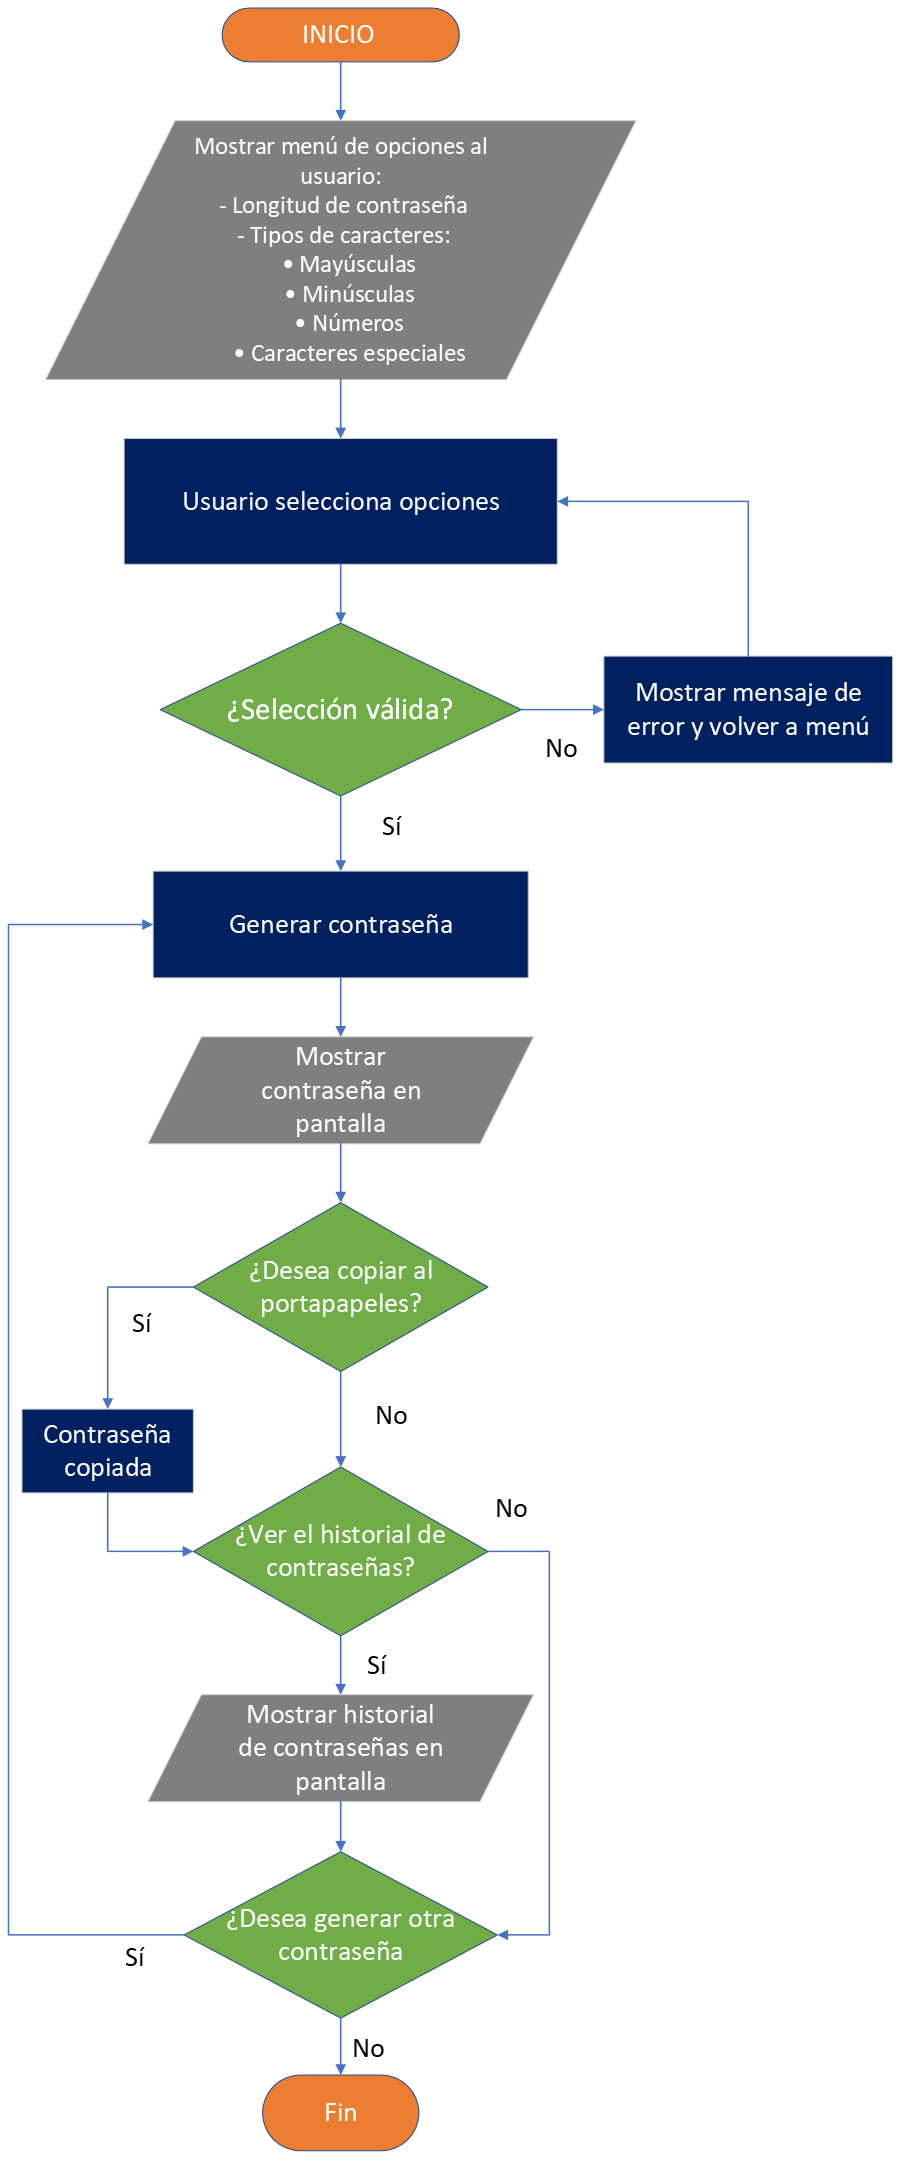 INICIO
Mostrar menú de opciones al
usuario:
- Longitud de contraseña
- Tipos de caracteres:
• Mayúsculas
• Minúsculas
• Números
• Caracteres especiales
Usuario selecciona opciones
¿Selección válida?
No
Mostrar mensaje de
error y volver a menú
Sí
Generar contraseña
Mostrar
contraseña en
pantalla
¿Desea copiar al
portapapeles?
Sí
No
Contraseña
copiada
¿Ver el historial de
contraseñas?
No
Sí
Mostrar historial
de contraseñas en
pantalla
¿Desea generar otra
contraseña
Sí
No
Fin